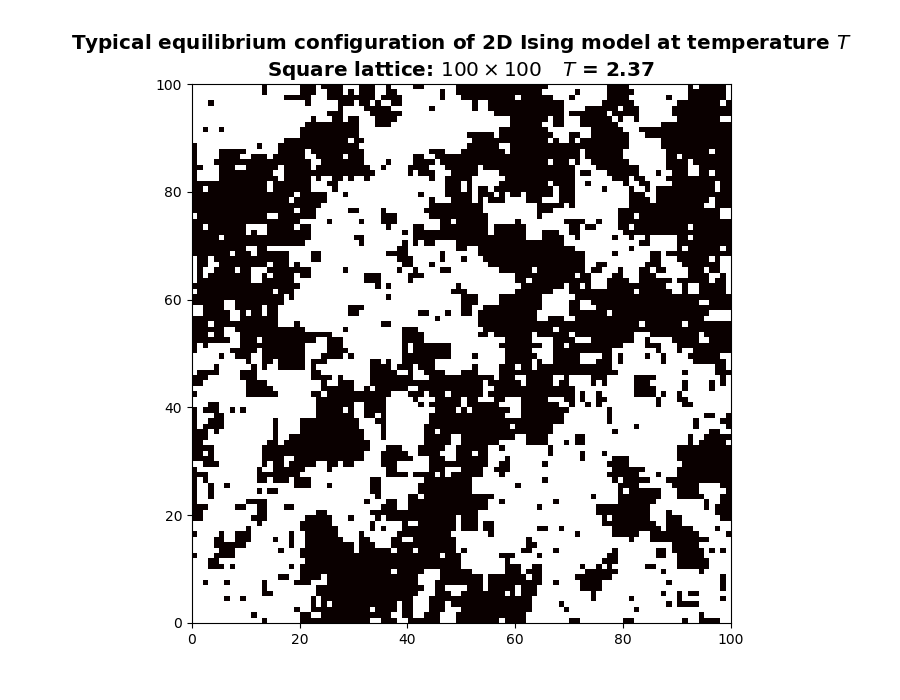 Typical equilibrium configuration of 2D Ising model at temperature T
Square lattice: 100 × 100 T = 2.37
100
80
60
40
20
0
0 20 40 60 80 100